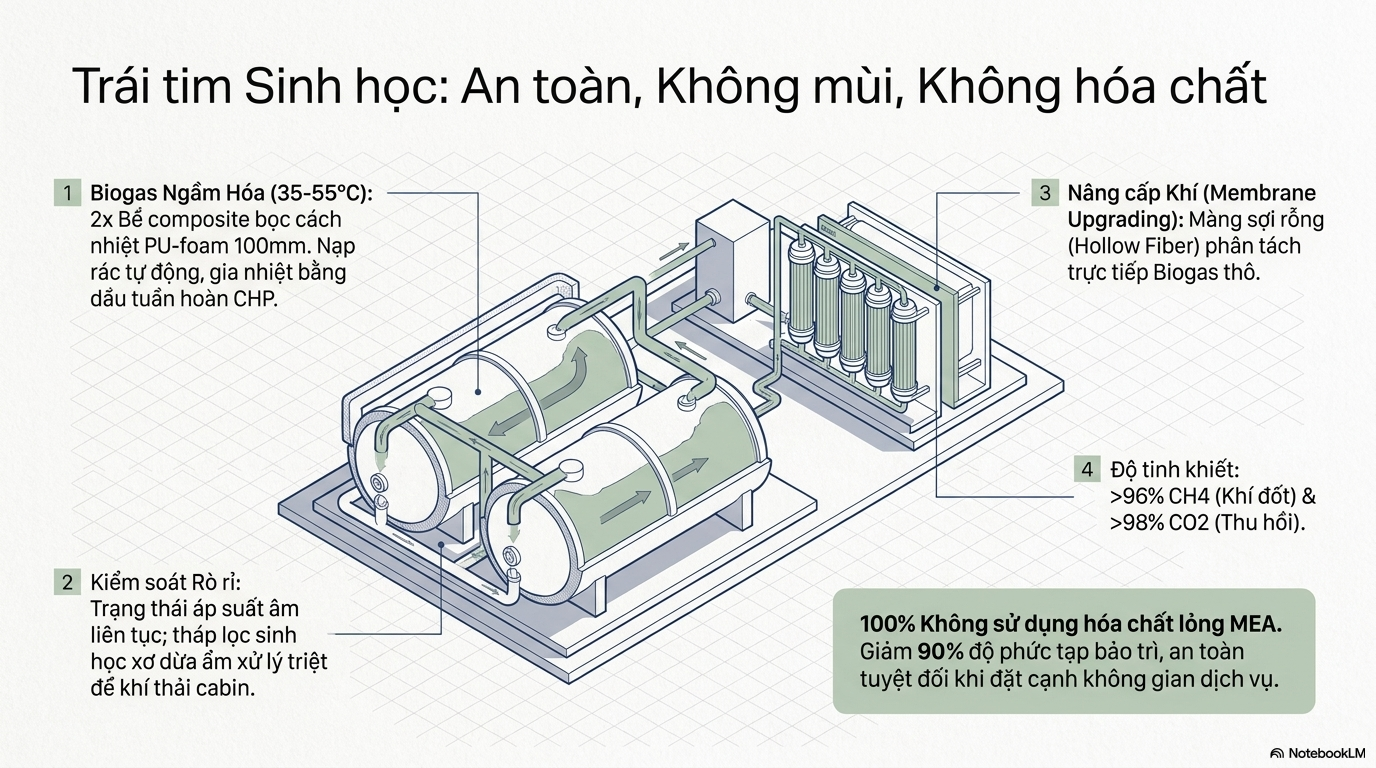 Trái tim Sinh học: An toàn, Không mùi, Không hóa chất
1
Biogas Ngầm Hóa (35-55°C):
2x Bể composite bọc cách
nhiệt PU-foam 100mm. Nạp
rác tự động, gia nhiệt bằng
dầu tuần hoàn CHP.
2
Kiểm soát Rò rỉ:
Trạng thái áp suất âm
liên tục; tháp lọc sinh
học xơ dừa ẩm xử lý triệt
để khí thải cabin.
3
Nâng cấp Khí (Membrane
Upgrading): Màng sợi rỗng
(Hollow Fiber) phân tách
trực tiếp Biogas thô.
4
Độ tinh khiết:
>96% CH4 (Khí đốt) &
>98% CO2 (Thu hồi).
100% Không sử dụng hóa chất lỏng MEA.
Giảm 90% độ phức tạp bảo trì, an toàn
tuyệt đối khi đặt cạnh không gian dịch vụ.
NotebookLM